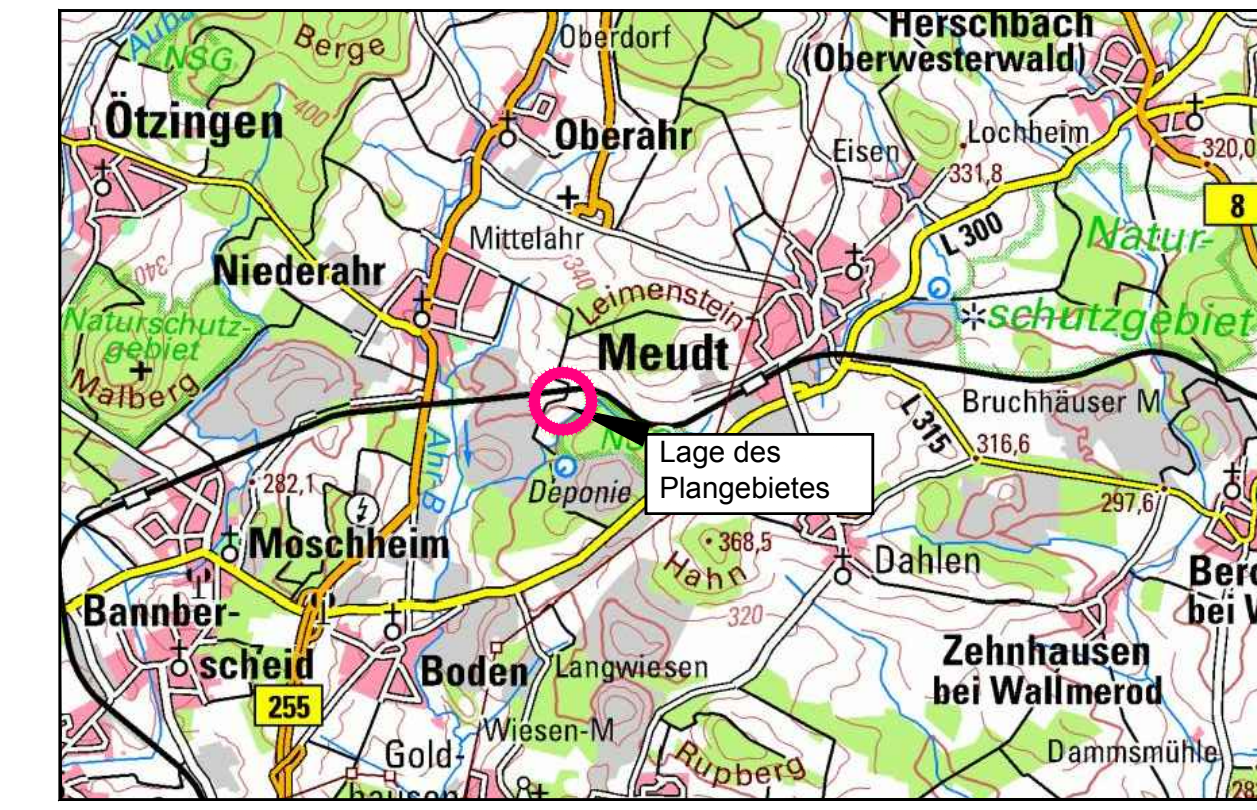 Herschbach
(Oberwesterwald)
Auba
NSG
Berge
Oberdorf
Ötzingen
400
Oberahr
Lochheim
Eisen
331,8
320,0
8
L 300
Natur-
schutzgebiet
Mittelahr
340
340
Niederahr
Leimenstein
Naturschutz-
gebiet
Malberg
Meudt
Bruchhäuser M
L 315
316,6
297,6
Lage des
Plangebietes
Ahr B
Deponie
282,1
Moschheim
368,5
Hahn
320
Dahlen
Bannber-
scheid
255
Boden
Langwiesen
Zehnhausen
bei Wallmerod
Wiesen-M
Gold-
hausen
Rupberg
Dammsmühle